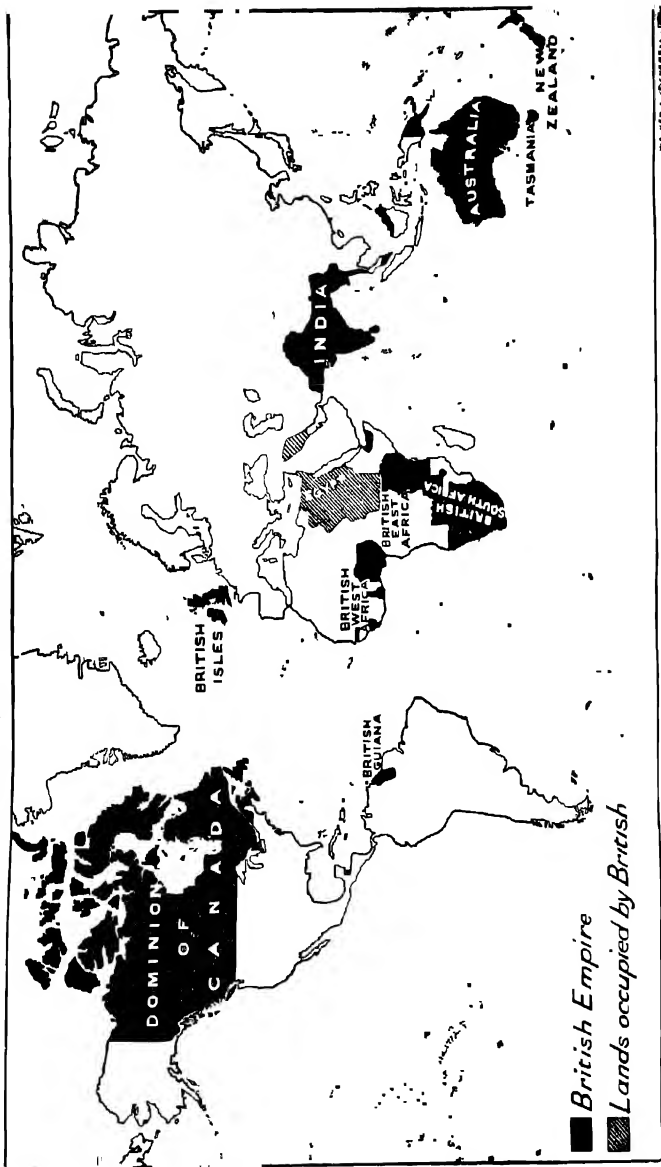 DOMINION
OF
CANADA
BRITISH
ISLES
BRITISH
GUIANA
BRITISH
WEST
AFRICA
BRITISH
EAST
AFRICA
BRITISH
SOUTH AFRICA
INDIA
AUSTRALIA
TASMANIA
NEW
ZEALAND
British Empire
Lands occupied by British